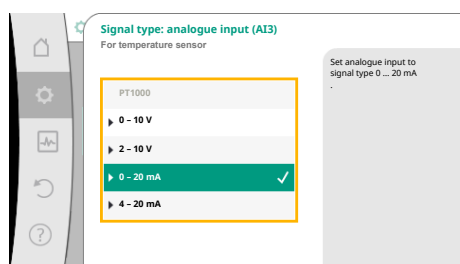 Signal type: analogue input (AI3)
For temperature sensor
PT1000
0 – 10 V
2 – 10 V
0 – 20 mA
4 – 20 mA
Set analogue input to
signal type 0 ... 20 mA
.
?